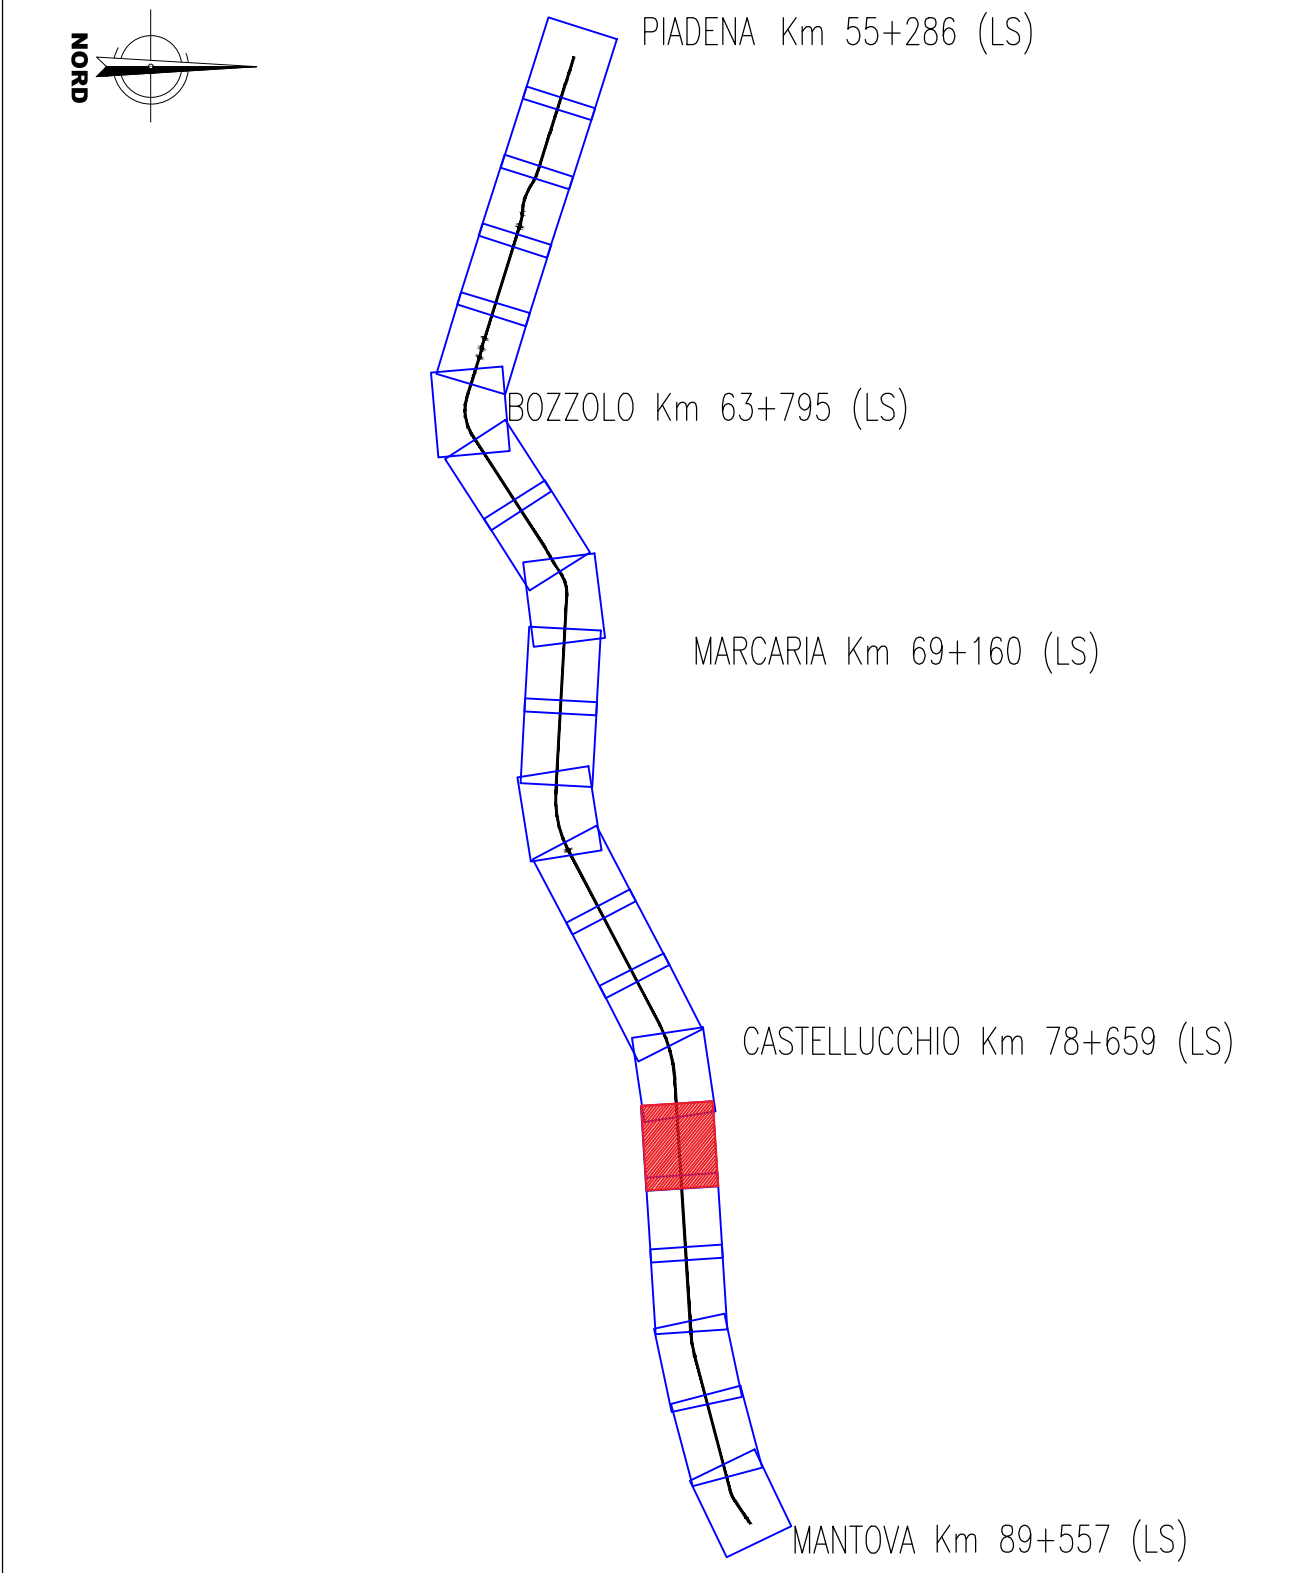 NORD
PIADENA Km 55+286 (LS)
BOZZOLO Km 63+795 (LS)
MARCARIA Km 69+160 (LS)
CASTELLUCCHIO Km 78+659 (LS)
MANTOVA Km 89+557 (LS)